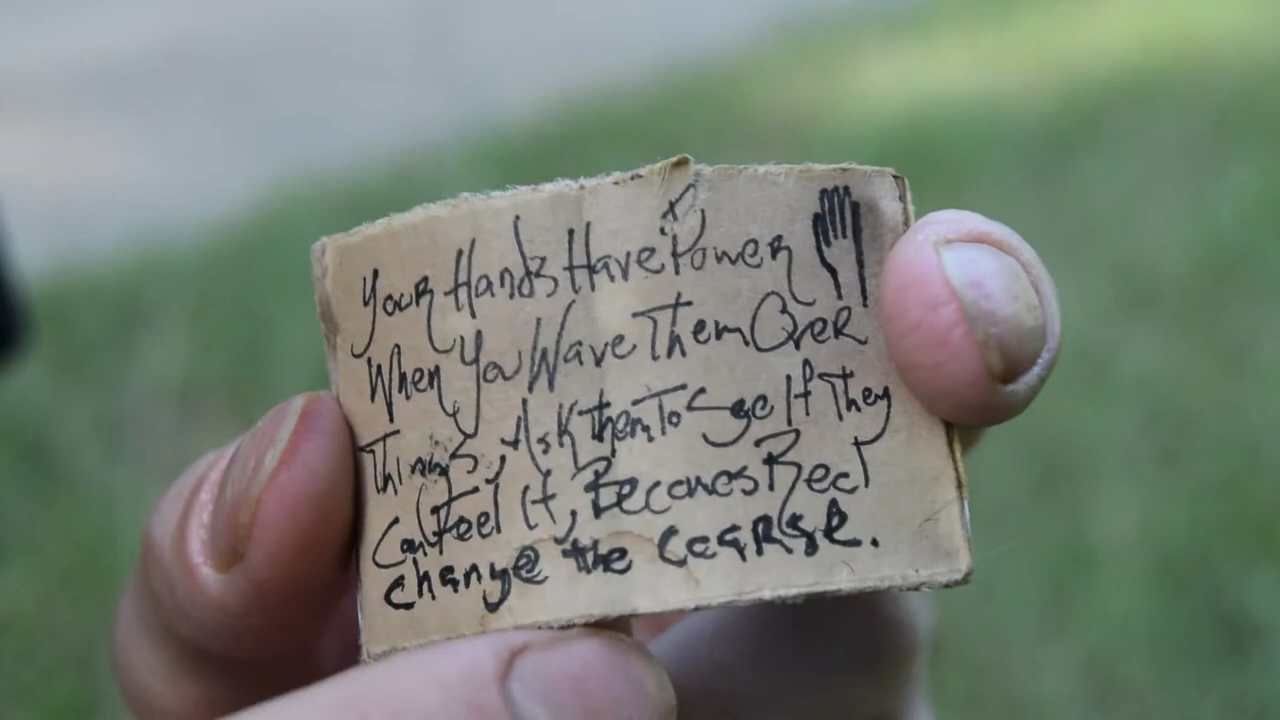 Your Hands Have Power
When You Wave Them Over
Things, Ask them To See If They
Can Feel It, Becomes Real
change the coarse.